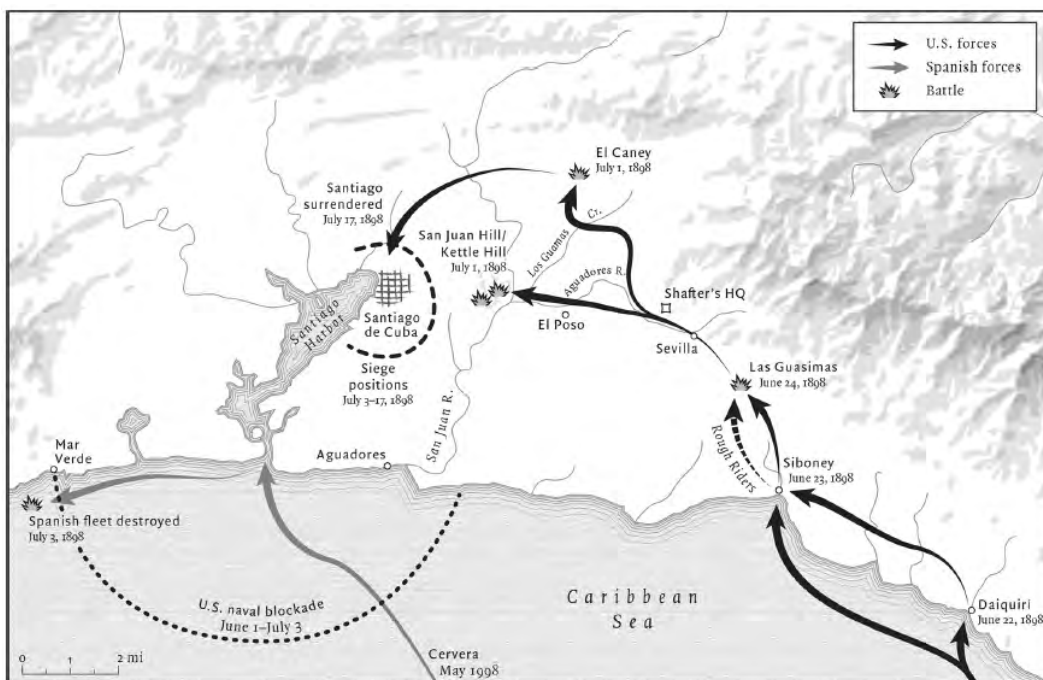 U.S. forces
Spanish forces
Battle
El Caney
July 1, 1898
Santiago
surrendered
July 17, 1898
San Juan Hill/
Kettle Hill
July 1, 1898
Los Guamas
Cr.
Aguadores R.
Shafter's HQ
Santiago
Harbor
Santiago
de Cuba
El Poso
Sevilla
Siege
positions
July 3–17, 1898
Las Guasimas
June 24, 1898
San Juan R.
Rough Riders
Mar
Verde
Aguadores
Siboney
June 23, 1898
Spanish fleet destroyed
July 3, 1898
U.S. naval blockade
June 1–July 3
Caribbean
Sea
Daiquiri
June 22, 1898
Cervera
May 1998
0 1 2 mi